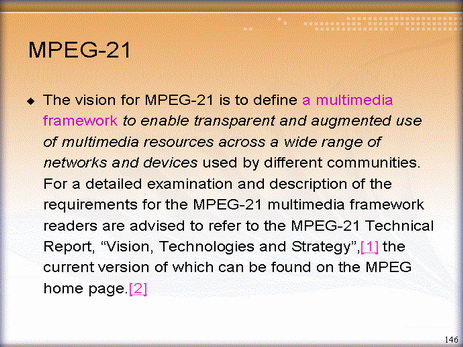 MPEG-21
◆ The vision for MPEG-21 is to define a multimedia
framework to enable transparent and augmented use
of multimedia resources across a wide range of
networks and devices used by different communities.
For a detailed examination and description of the
requirements for the MPEG-21 multimedia framework
readers are advised to refer to the MPEG-21 Technical
Report, “Vision, Technologies and Strategy”,[1] the
current version of which can be found on the MPEG
home page.[2]
146